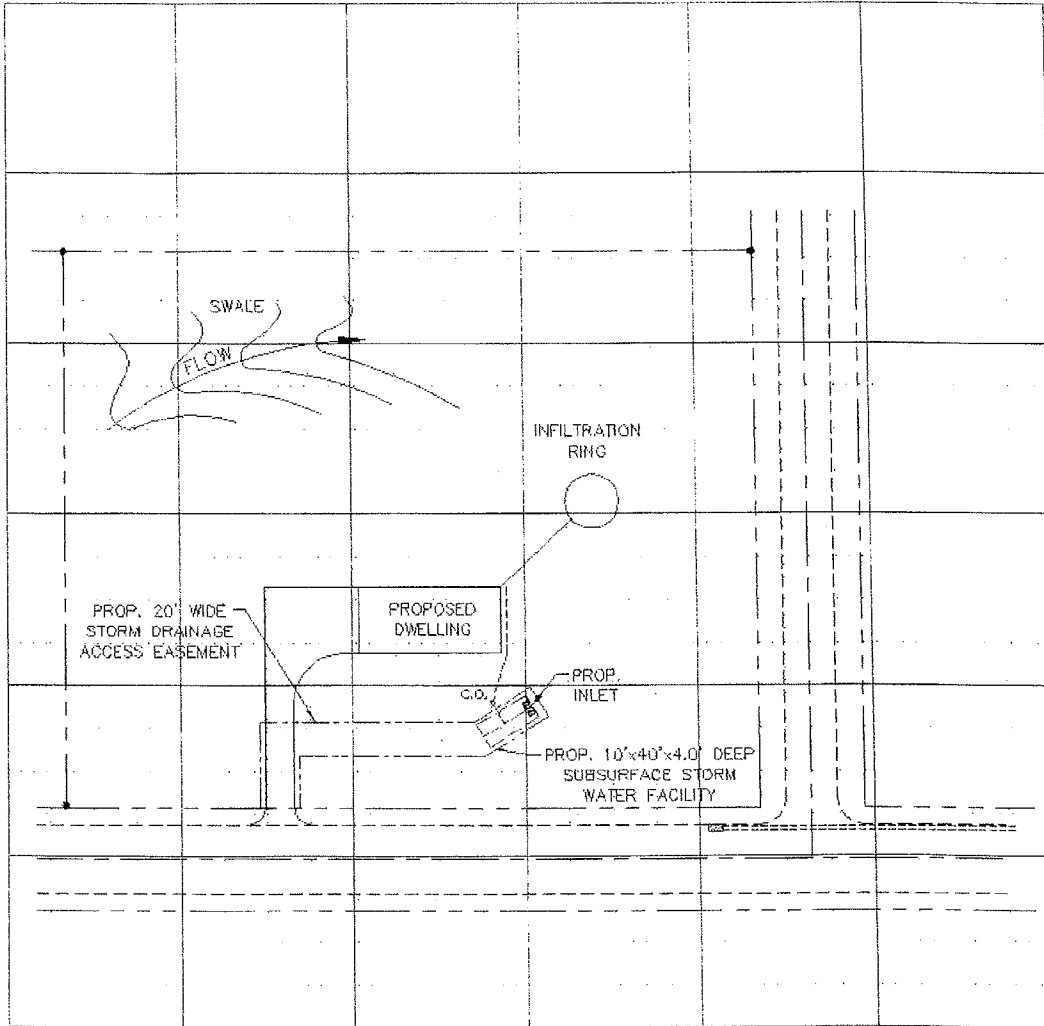 SWALE
FLOW
INFILTRATION
RING
PROP. 20' WIDE
STORM DRAINAGE
ACCESS EASEMENT
PROPOSED
DWELLING
C.O.
PROP.
INLET
PROP. 10'x40'x4.0' DEEP
SUBSURFACE STORM
WATER FACILITY